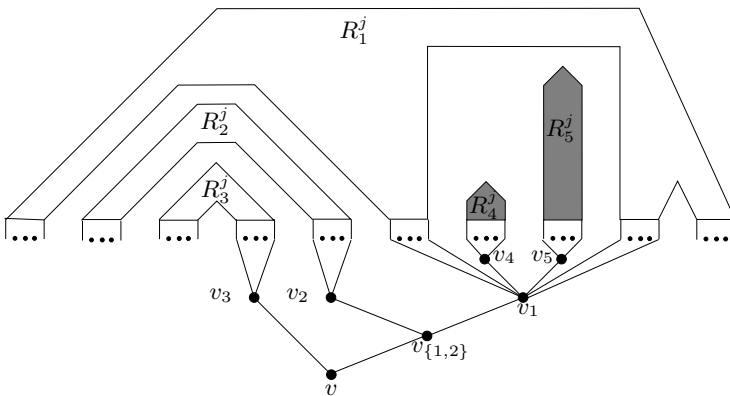 R_1^j
R_2^j
R_5^j
R_3^j
R_4^j
... ... ... ... ... ... ... ... ... ...
v_4 v_5
v_3 v_2 v_1
v_{\{1,2\}}
v